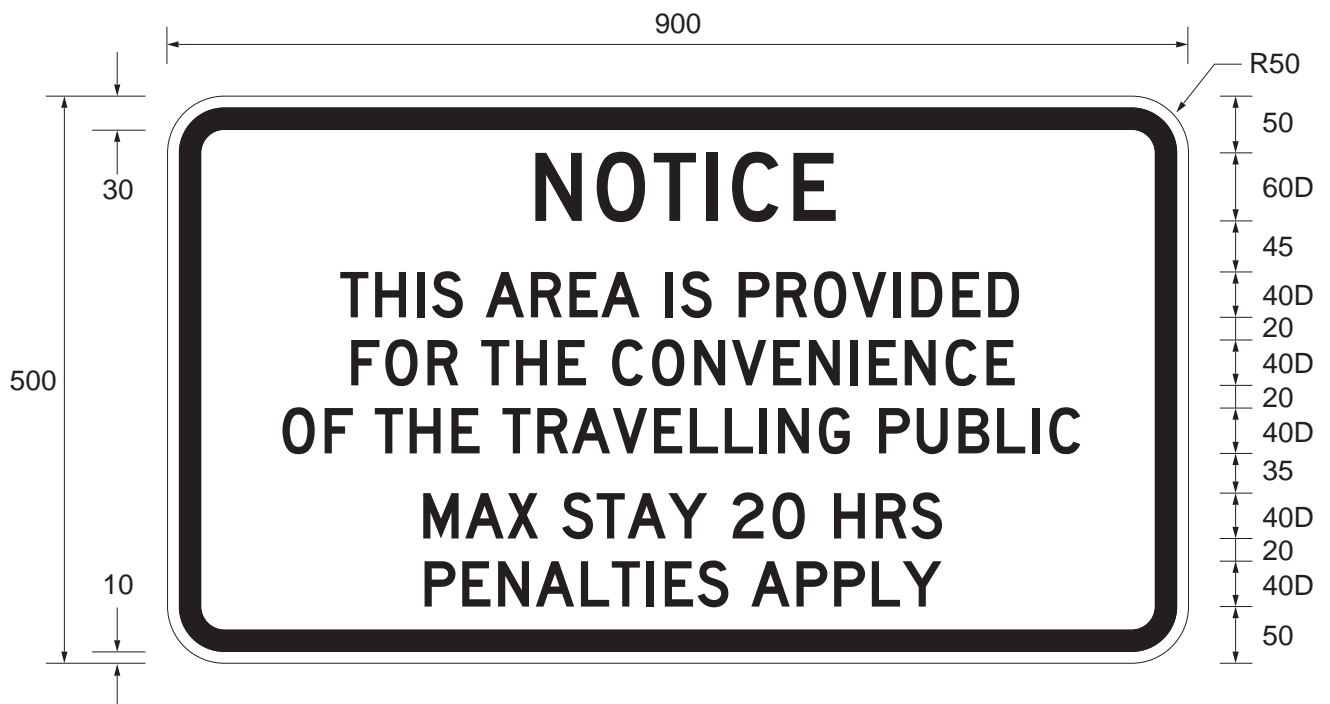 900
R50
50
30
NOTICE
60D
45
THIS AREA IS PROVIDED
40D
20
500
FOR THE CONVENIENCE
40D
20
OF THE TRAVELLING PUBLIC
40D
35
MAX STAY 20 HRS
40D
20
10
PENALTIES APPLY
40D
50